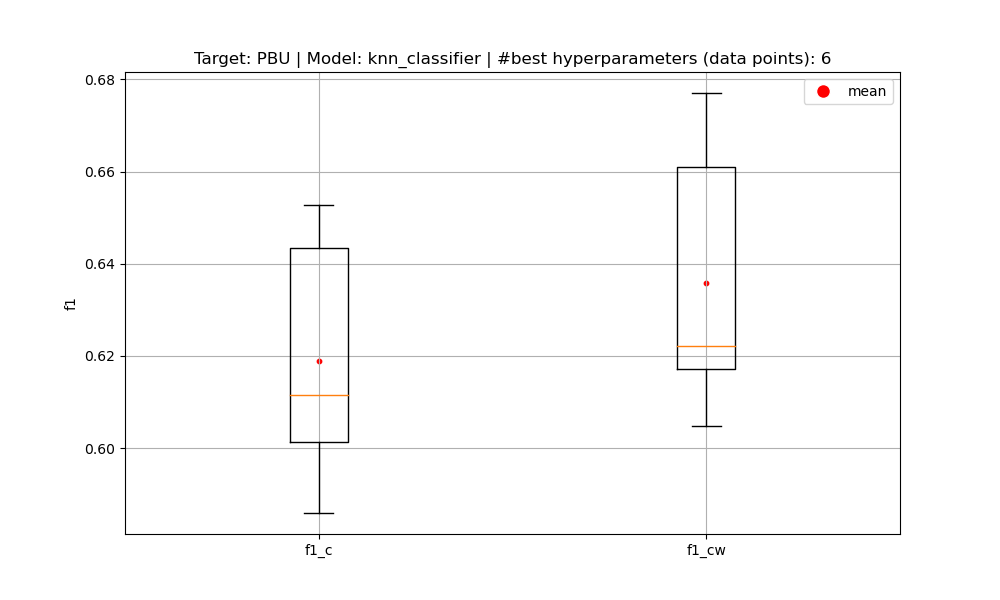 Target: PBU | Model: knn_classifier | #best hyperparameters (data points): 6
mean
0.68
0.66
0.64
0.62
0.60
f1
f1_c
f1_cw